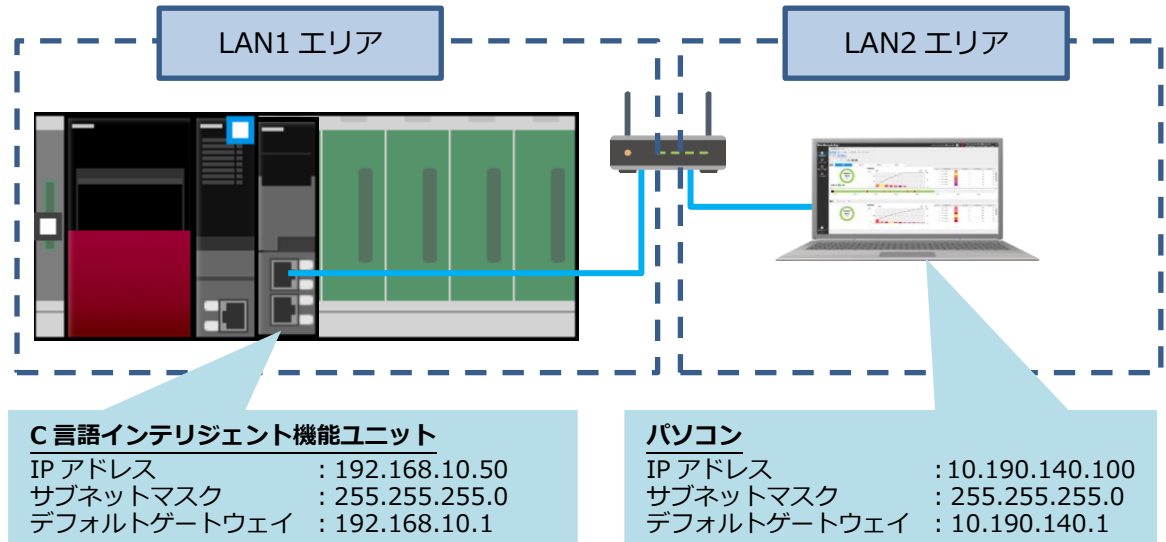 LAN1 エリア
LAN2 エリア
C 言語インテリジェント機能ユニット
IP アドレス : 192.168.10.50
サブネットマスク : 255.255.255.0
デフォルトゲートウェイ : 192.168.10.1
パソコン
IP アドレス : 10.190.140.100
サブネットマスク : 255.255.255.0
デフォルトゲートウェイ : 10.190.140.1